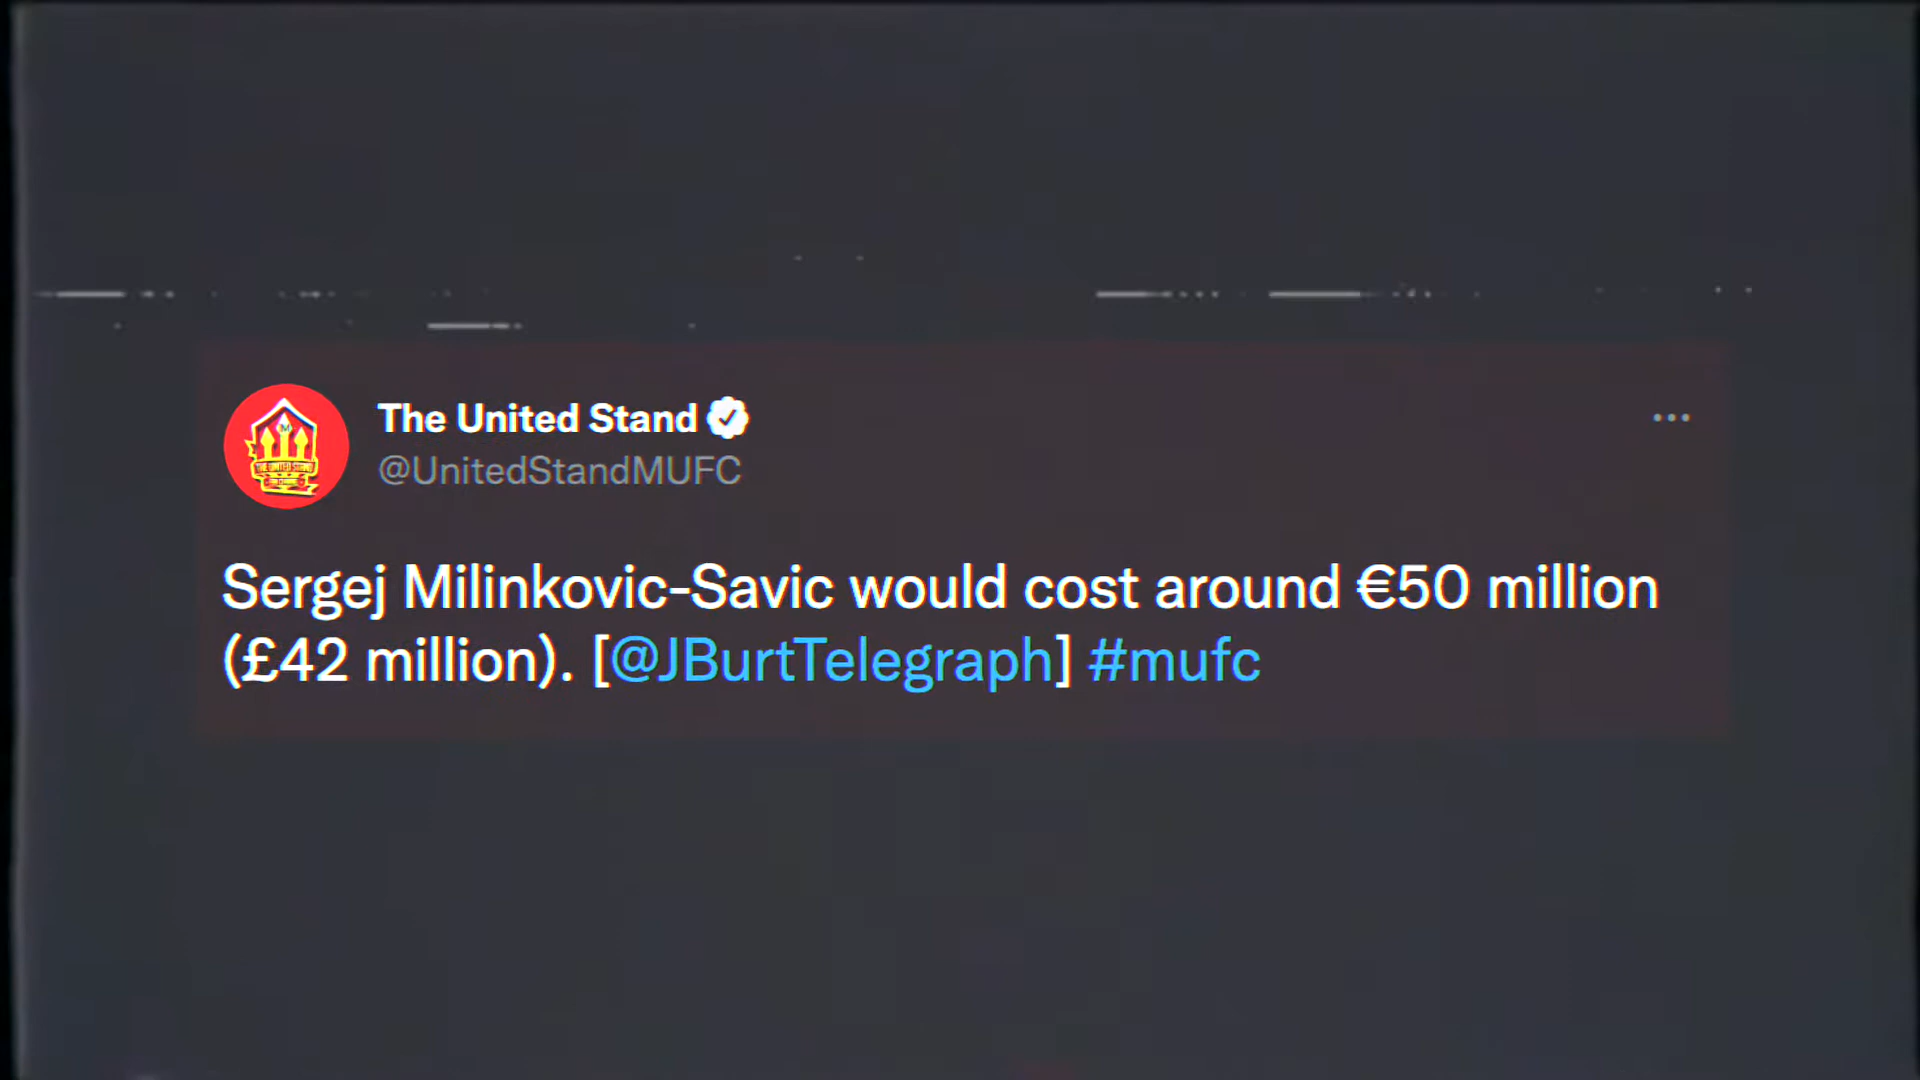 The United Stand
@UnitedStandMUFC
Sergej Milinkovic-Savic would cost around €50 million
(£42 million). [@JBurtTelegraph] #mufc